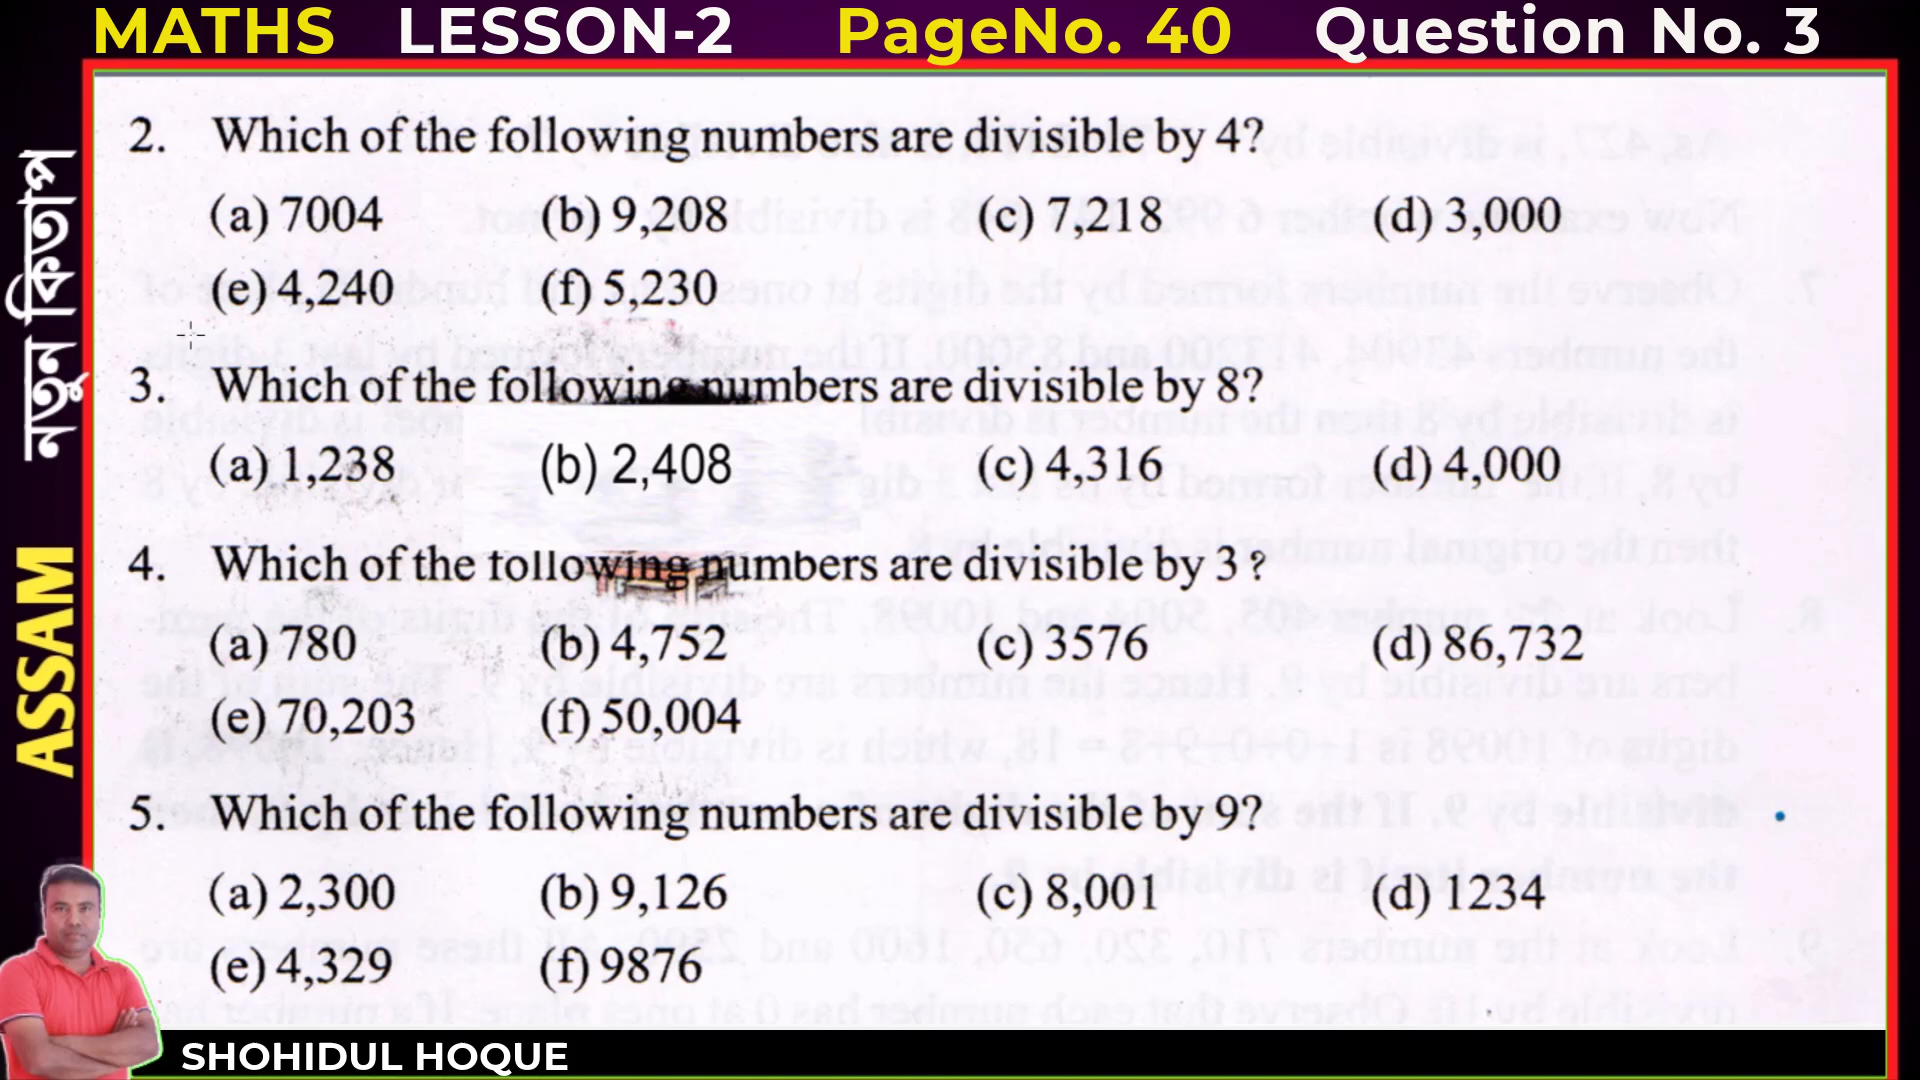 MATHS LESSON-2 PageNo. 40 Question No. 3
2. Which of the following numbers are divisible by 4?
(a) 7004 (b) 9,208 (c) 7,218 (d) 3,000
(e) 4,240 (f) 5,230
3. Which of the following numbers are divisible by 8?
(a) 1,238 (b) 2,408 (c) 4,316 (d) 4,000
4. Which of the following numbers are divisible by 3?
(a) 780 (b) 4,752 (c) 3576 (d) 86,732
(e) 70,203 (f) 50,004
5. Which of the following numbers are divisible by 9?
(a) 2,300 (b) 9,126 (c) 8,001 (d) 1234
(e) 4,329 (f) 9876
ASSAM নতুন কিতাপ
SHOHIDUL HOQUE